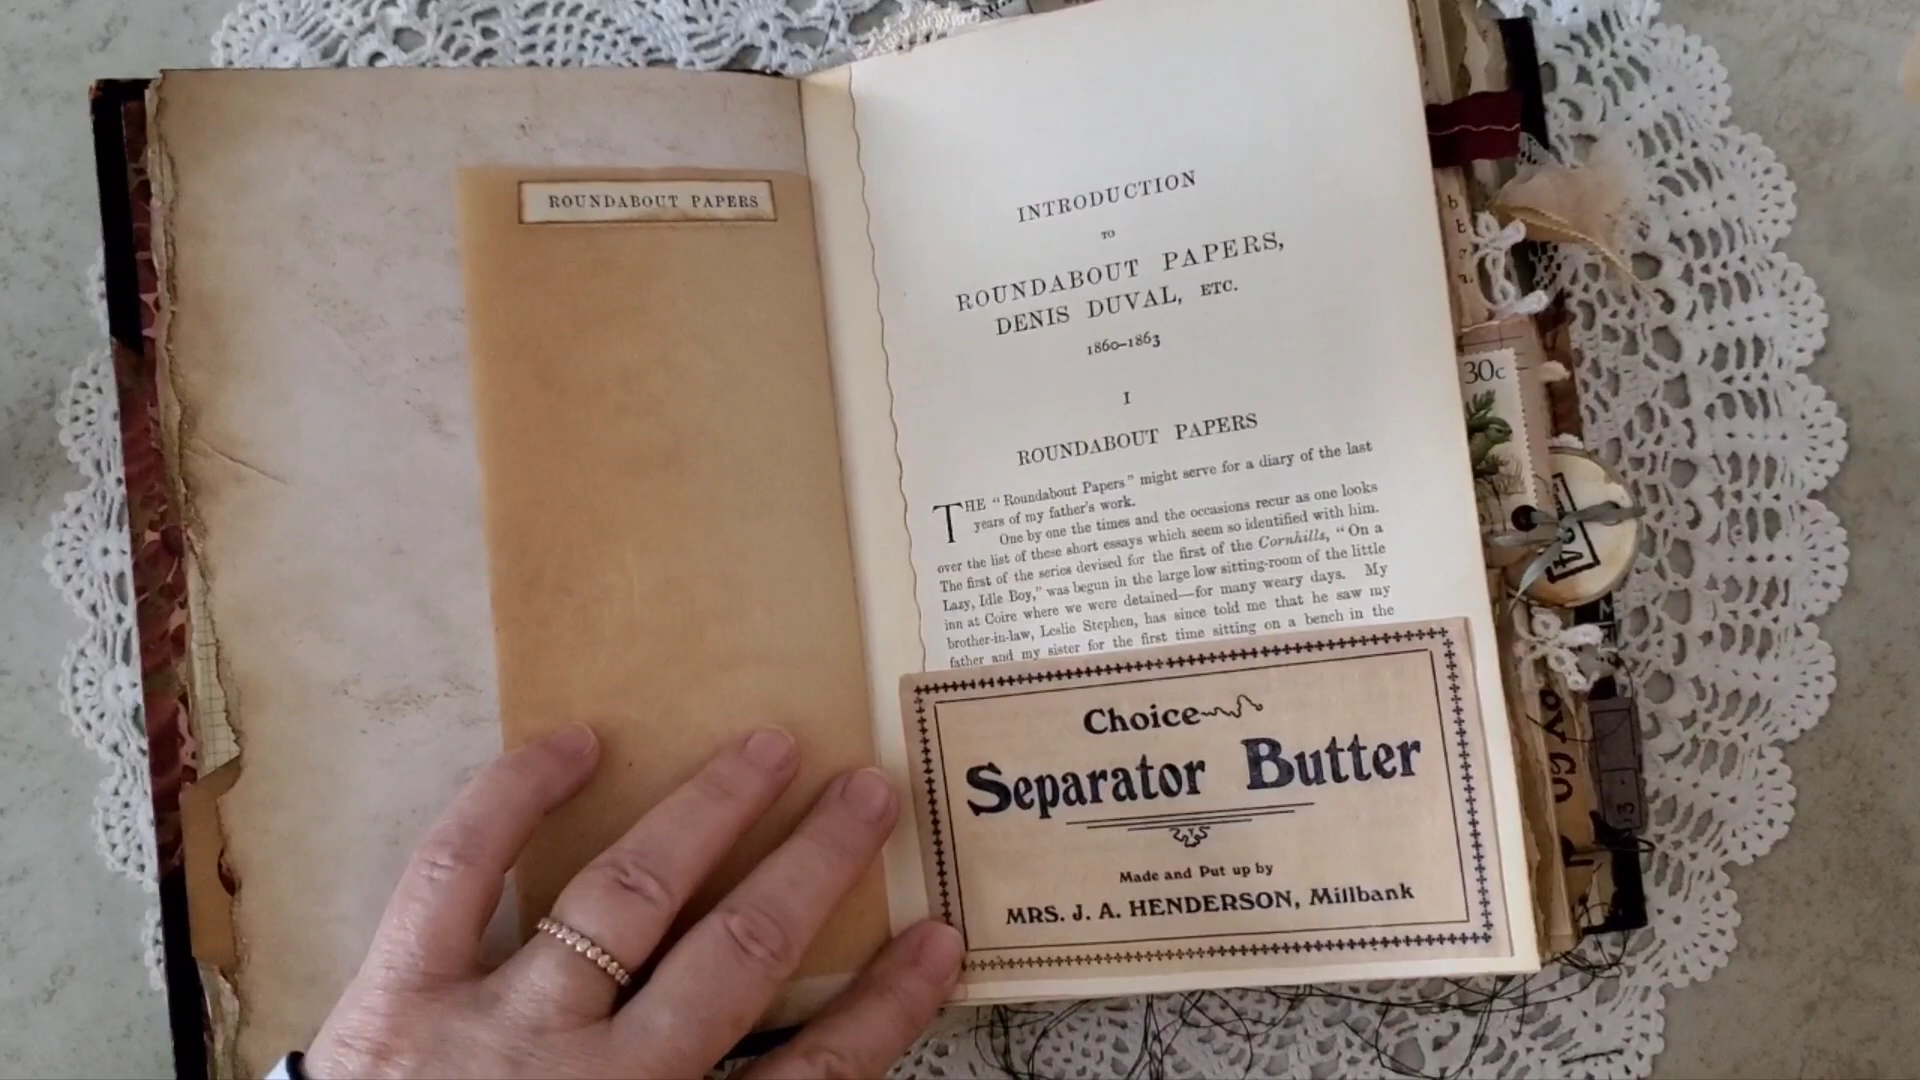 ROUNDABOUT PAPERS
INTRODUCTION
TO
ROUNDABOUT PAPERS,
DENIS DUVAL, ETC.
1860–1863
I
ROUNDABOUT PAPERS
THE “Roundabout Papers” might serve for a diary of the last
years of my father's work.
One by one the times and the occasions recur as one looks
over the list of these short essays which seem so identified with him.
The first of the series devised for the first of the Cornhills, “On a
Lazy, Idle Boy,” was begun in the large low sitting-room of the little
inn at Coire where we were detained—for many weary days. My
brother-in-law, Leslie Stephen, has since told me that he saw my
father and my sister for the first time sitting on a bench in the
Choice
Separator Butter
Made and Put up by
MRS. J. A. HENDERSON, Millbank
30c